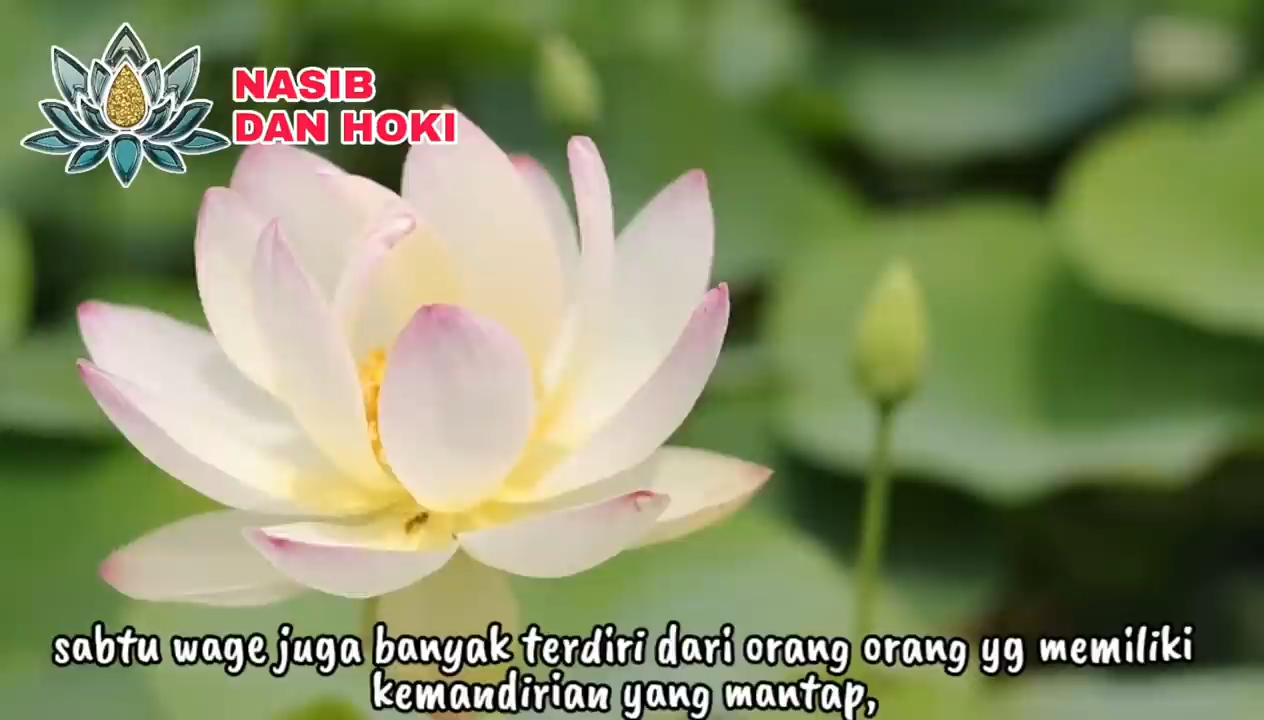 NASIB
DAN HOKI
sabtu wage juga banyak terdiri dari orang orang yg memiliki
kemandirian yang mantap,